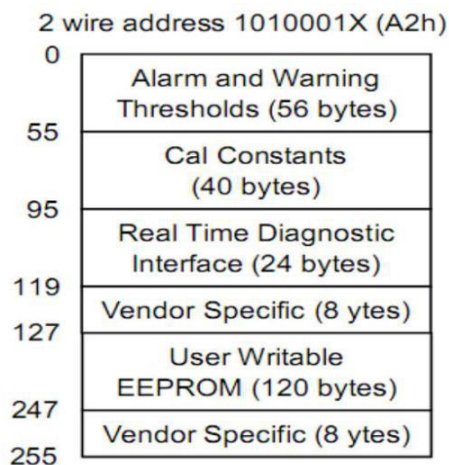 2 wire address 1010001X (A2h)
0
Alarm and Warning
Thresholds (56 bytes)
55
Cal Constants
(40 bytes)
95
Real Time Diagnostic
Interface (24 bytes)
119
Vendor Specific (8 ytes)
127
User Writable
EEPROM (120 bytes)
247
Vendor Specific (8 ytes)
255